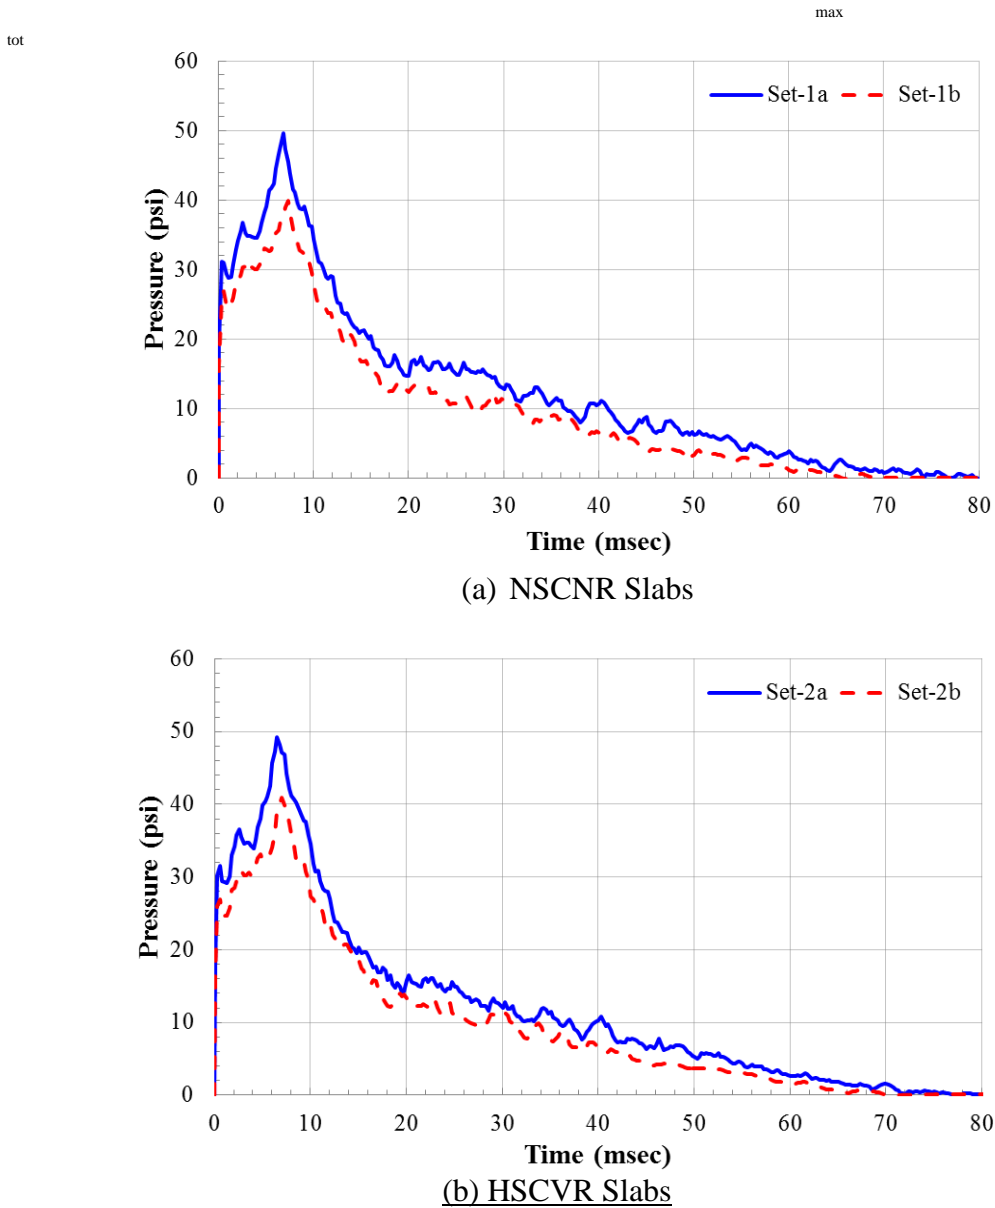 max
tot
60
50
40
30
20
10
0
Pressure (psi)
Set-1a Set-1b
0 10 20 30 40 50 60 70 80
Time (msec)
(a) NSCNR Slabs
60
50
40
30
20
10
0
Pressure (psi)
Set-2a Set-2b
0 10 20 30 40 50 60 70 80
Time (msec)
(b) HSCVR Slabs